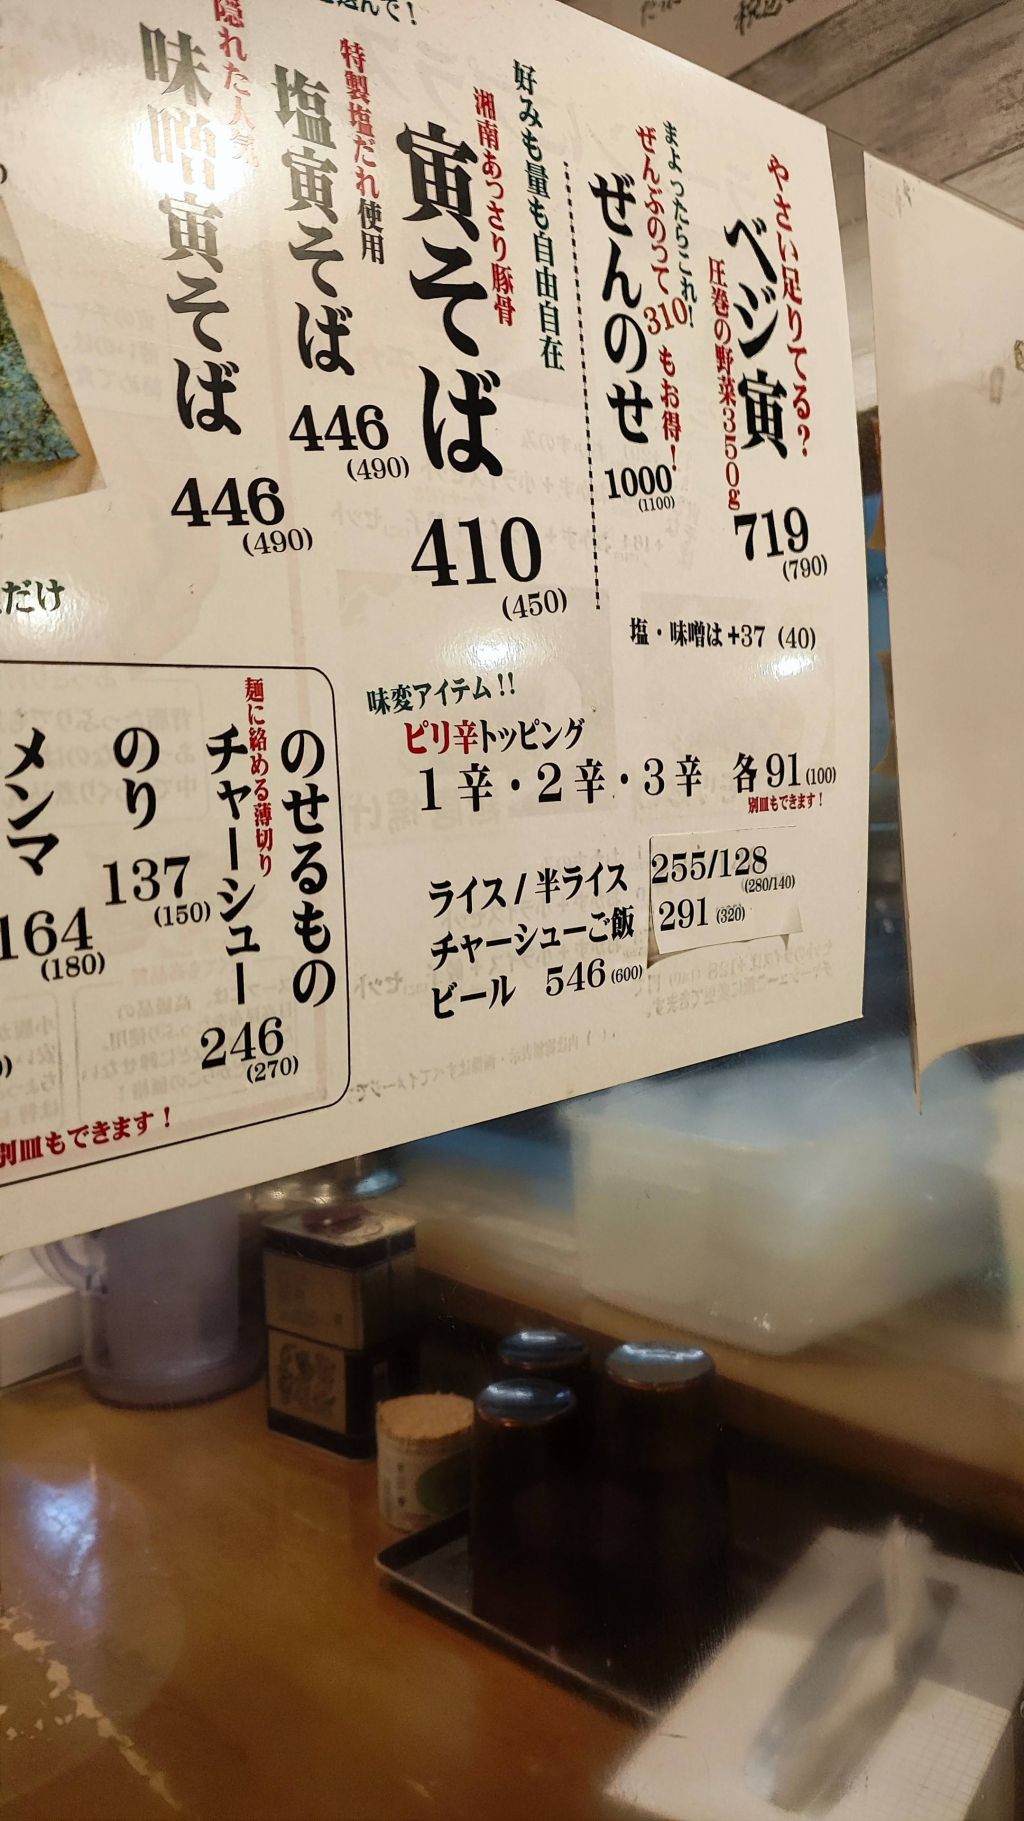 やさい足りてる?
ベジ寅
圧巻の野菜350g
719
(790)
まよったらこれ!
ぜんぶのって310もお得!
ぜんのせ
1000
(1100)
塩・味噌は+37 (40)
好みも量も自由自在
湘南あっさり豚骨
寅そば
410
(450)
特製塩だれ使用
塩寅そば
446
(490)
隠れた人気
味噌寅そば
446
(490)
んで!
だけ
味変アイテム!!
ピリ辛トッピング
1辛・2辛・3辛 各91(100)
別皿もできます!
ライス/半ライス 255/128
(280/140)
チャーシューご飯 291(320)
ビール 546(600)
のせるもの
麺に絡める薄切り
チャーシュー
246
(270)
のり
137
(150)
メンマ
164
(180)
別皿もできます!